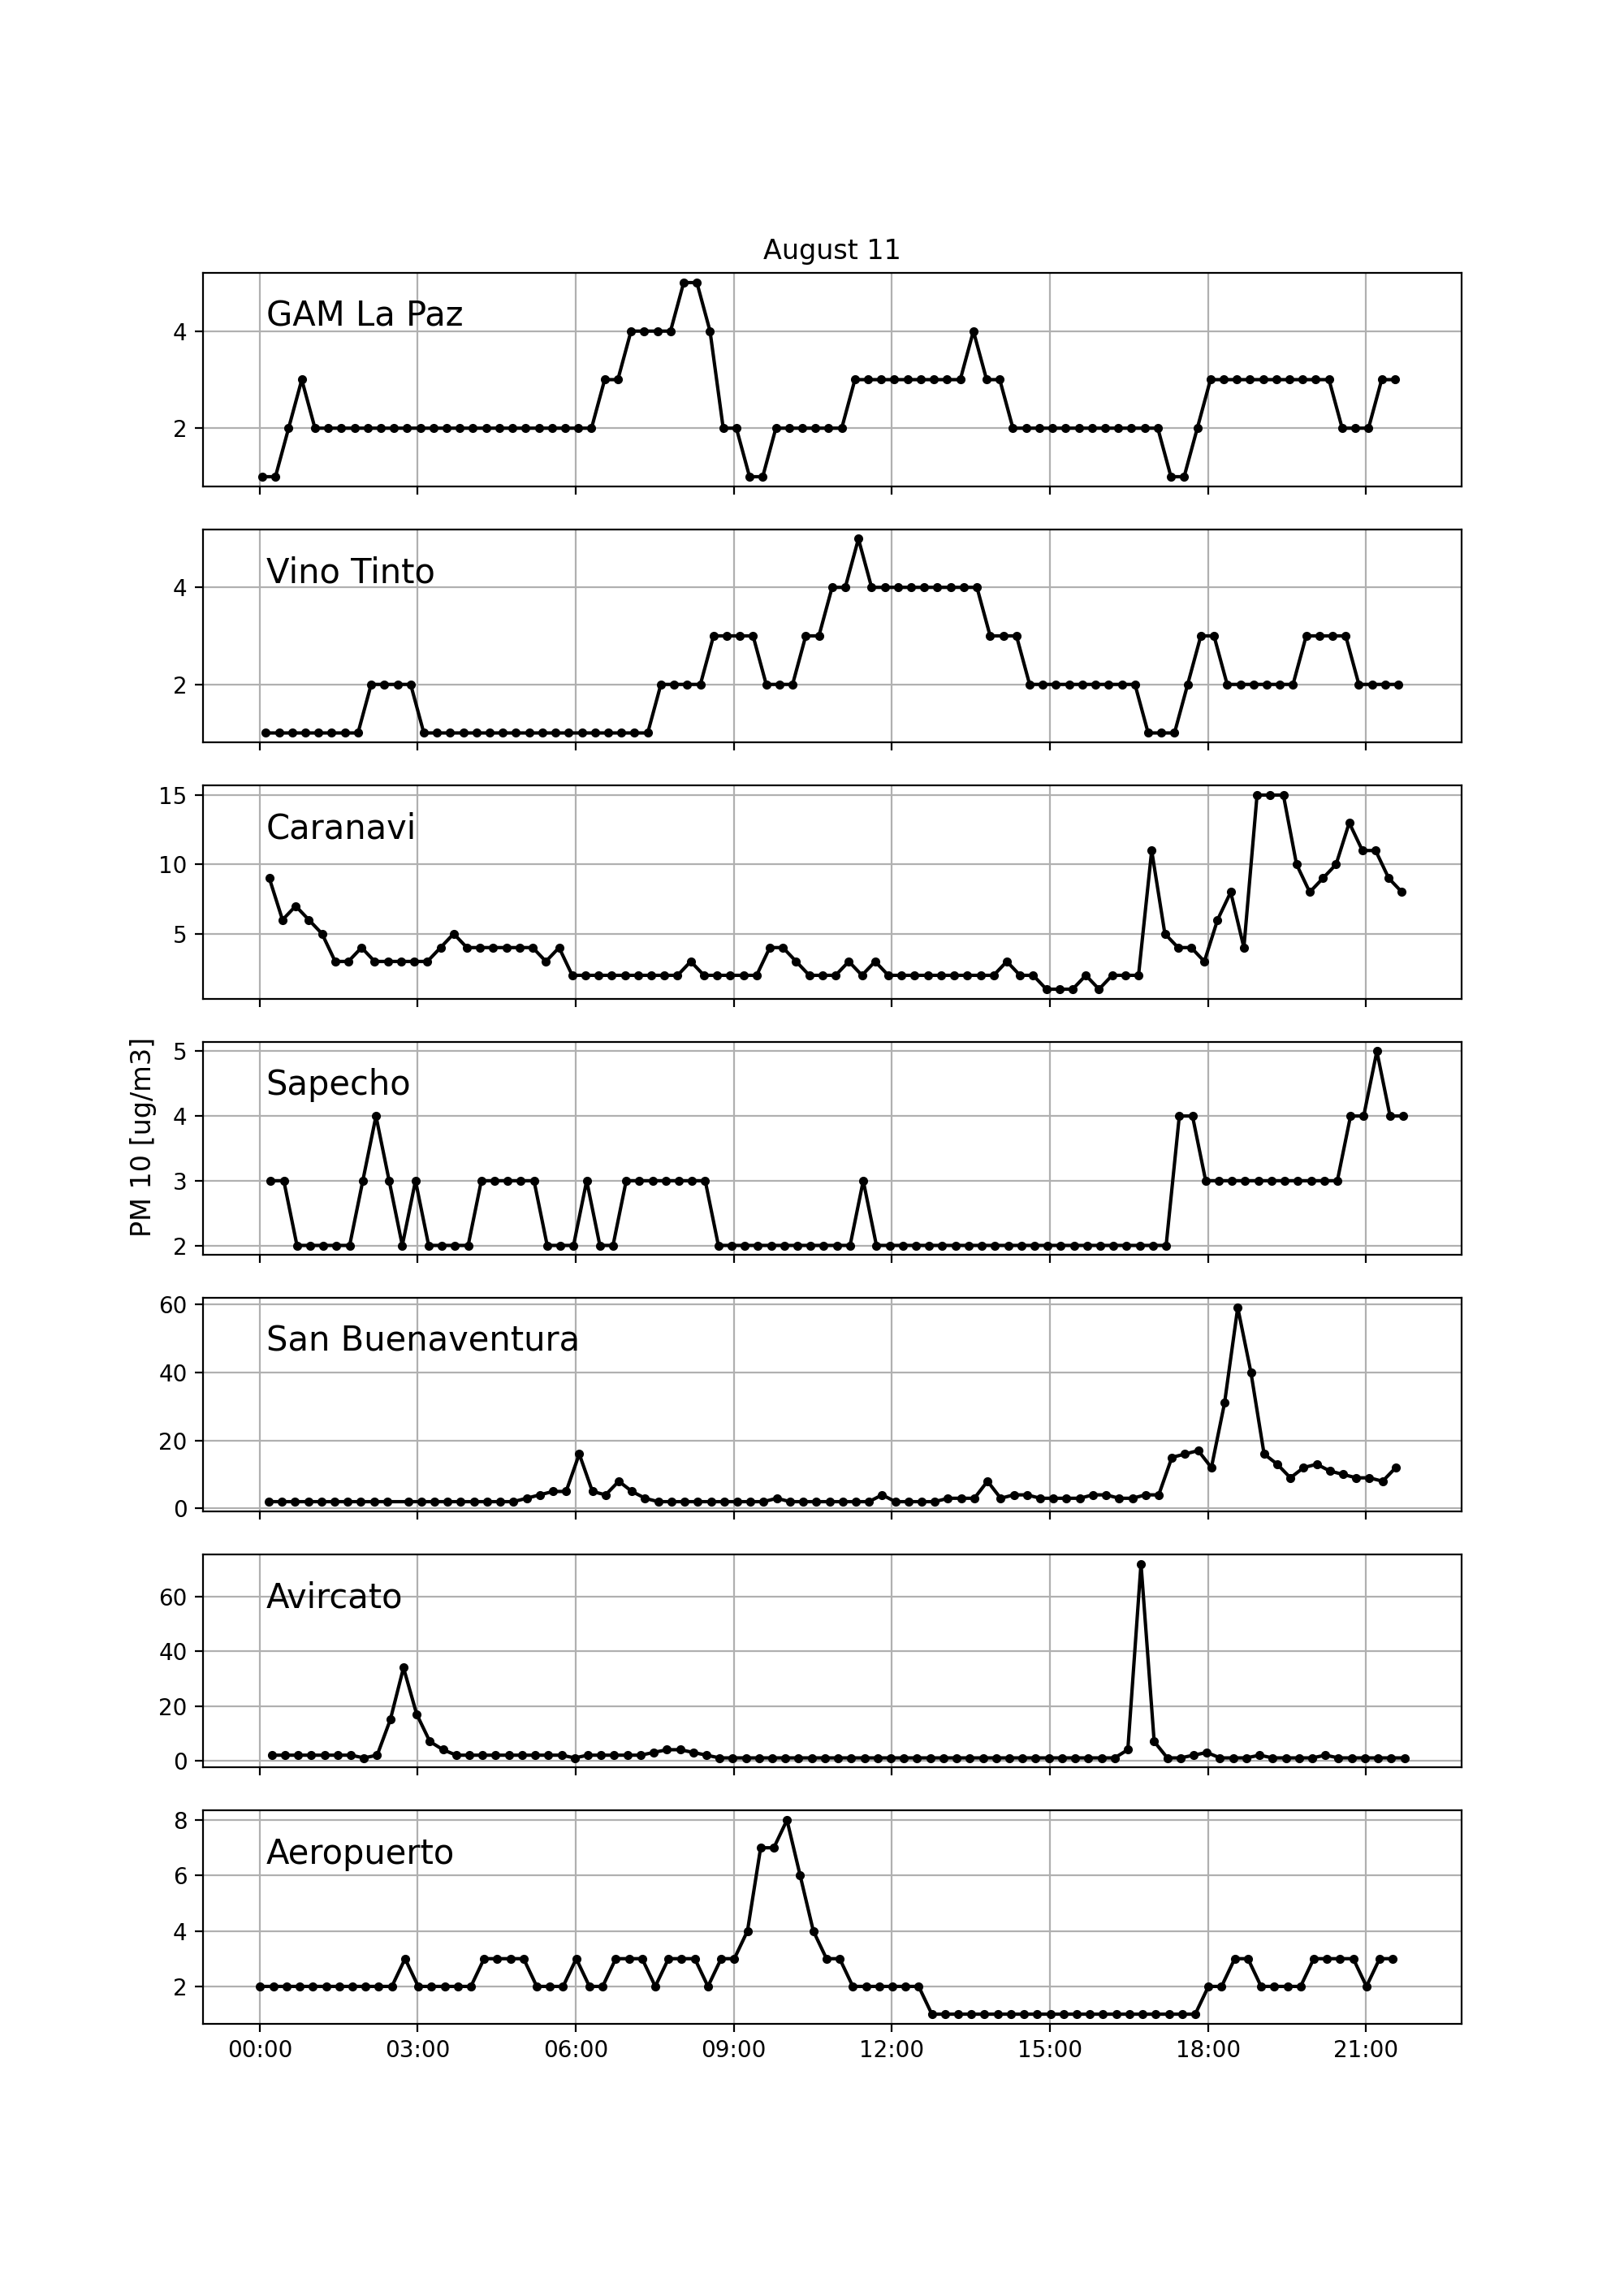 August 11
GAM La Paz
4
2
Vino Tinto
4
2
Caranavi
15
10
5
PM 10 [ug/m3]
Sapecho
5
4
3
2
San Buenaventura
60
40
20
0
Avircato
60
40
20
0
Aeropuerto
8
6
4
2
00:00 03:00 06:00 09:00 12:00 15:00 18:00 21:00